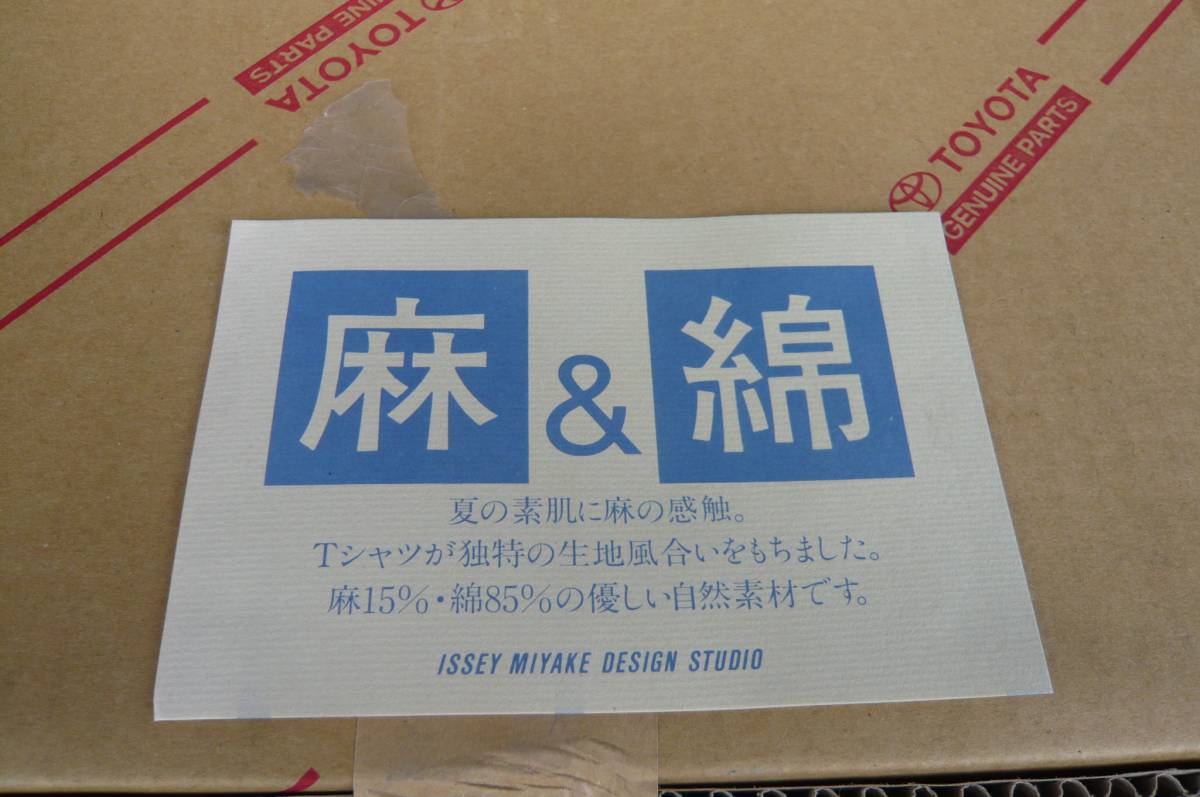 TOYOTA
GENUINE PARTS
TOYOTA
GENUINE PARTS
麻 & 綿
夏の素肌に麻の感触。
Tシャツが独特の生地風合いをもちました。
麻15%・綿85%の優しい自然素材です。
ISSEY MIYAKE DESIGN STUDIO